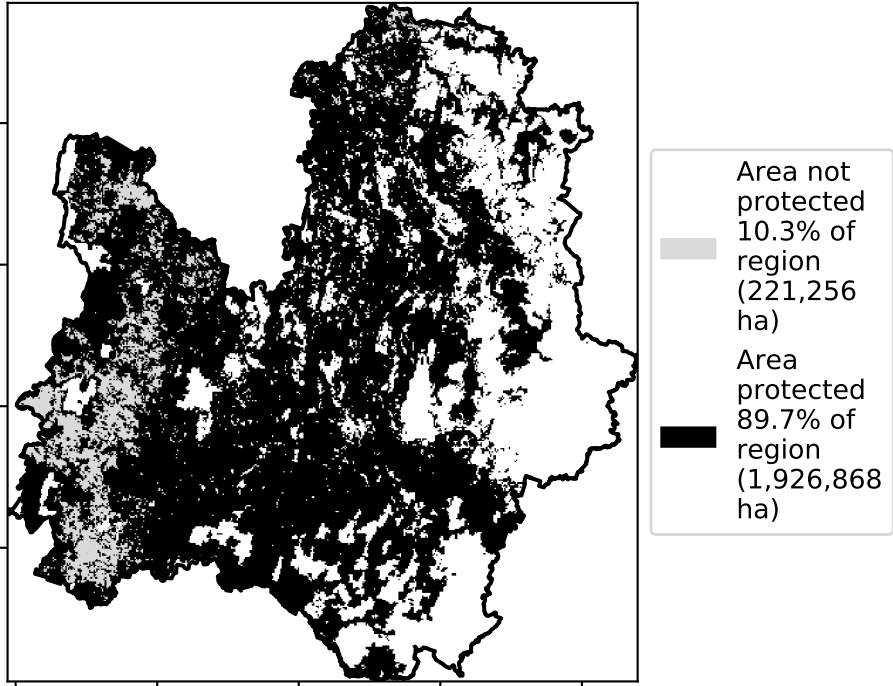 Area not
protected
10.3% of
region
(221,256
ha)
Area
protected
89.7% of
region
(1,926,868
ha)